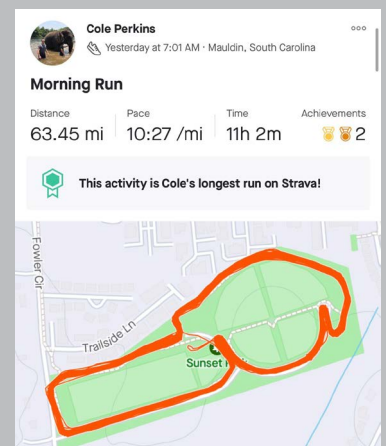 Cole Perkins
Yesterday at 7:01 AM · Mauldin, South Carolina
Morning Run
Distance Pace Time Achievements
63.45 mi 10:27 /mi 11h 2m 2
This activity is Cole's longest run on Strava!
Fowler Cir
Trailside Ln
Sunset